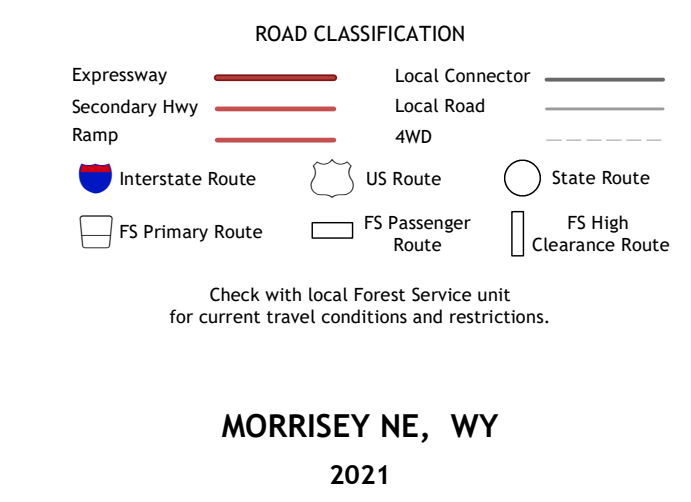 ROAD CLASSIFICATION
Expressway
Local Connector
Secondary Hwy
Local Road
Ramp
4WD
Interstate Route
US Route
State Route
FS Primary Route
FS Passenger
Route
FS High
Clearance Route
Check with local Forest Service unit
for current travel conditions and restrictions.
MORRISEY NE, WY
2021